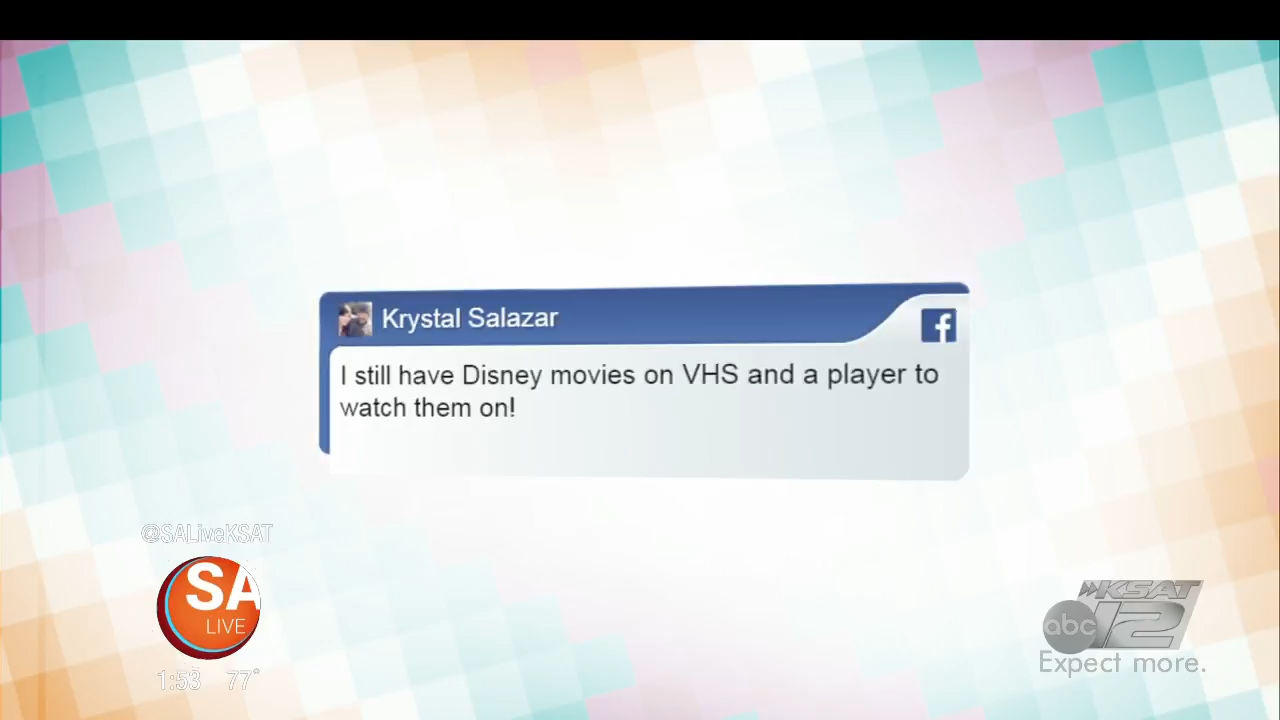 Krystal Salazar
I still have Disney movies on VHS and a player to
watch them on!
@SALiveKSAT
SA
LIVE
1:53 77°
KSAT
abc 12
Expect more.